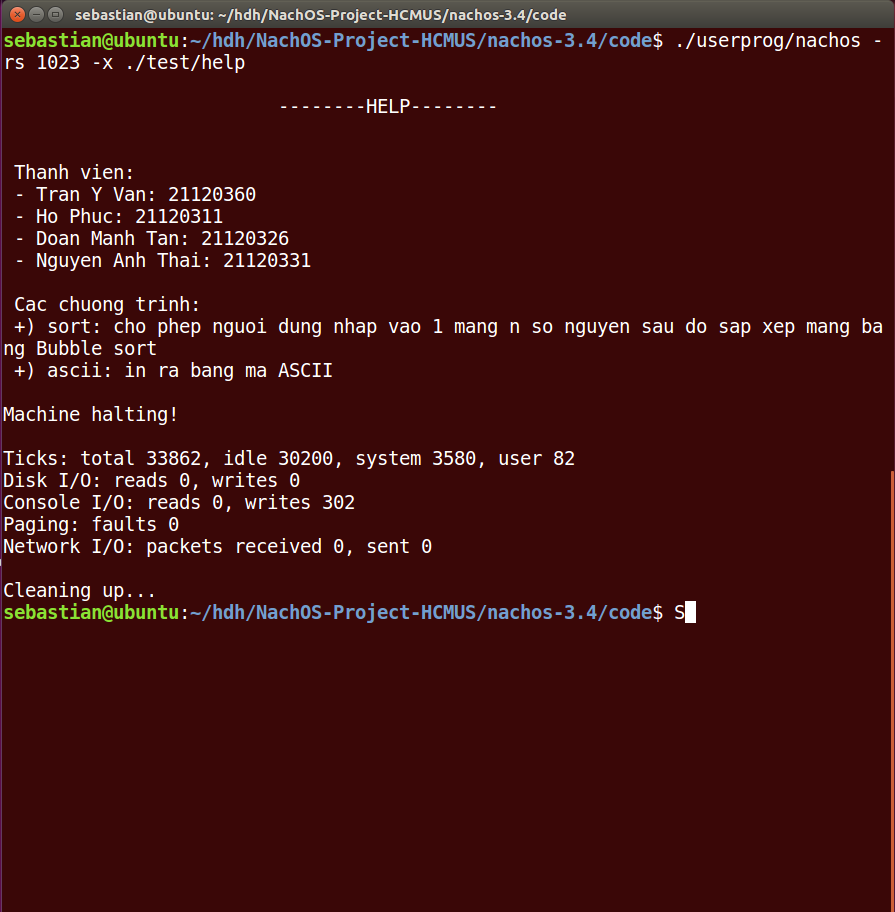 sebastian@ubuntu: ~/hdh/NachOS-Project-HCMUS/nachos-3.4/code
sebastian@ubuntu:~/hdh/NachOS-Project-HCMUS/nachos-3.4/code$ ./userprog/nachos -
rs 1023 -x ./test/help
--------HELP--------
Thanh vien:
- Tran Y Van: 21120360
- Ho Phuc: 21120311
- Doan Manh Tan: 21120326
- Nguyen Anh Thai: 21120331
Cac chuong trinh:
+) sort: cho phep nguoi dung nhap vao 1 mang n so nguyen sau do sap xep mang ba
ng Bubble sort
+) ascii: in ra bang ma ASCII
Machine halting!
Ticks: total 33862, idle 30200, system 3580, user 82
Disk I/O: reads 0, writes 0
Console I/O: reads 0, writes 302
Paging: faults 0
Network I/O: packets received 0, sent 0
Cleaning up...
sebastian@ubuntu:~/hdh/NachOS-Project-HCMUS/nachos-3.4/code$ S